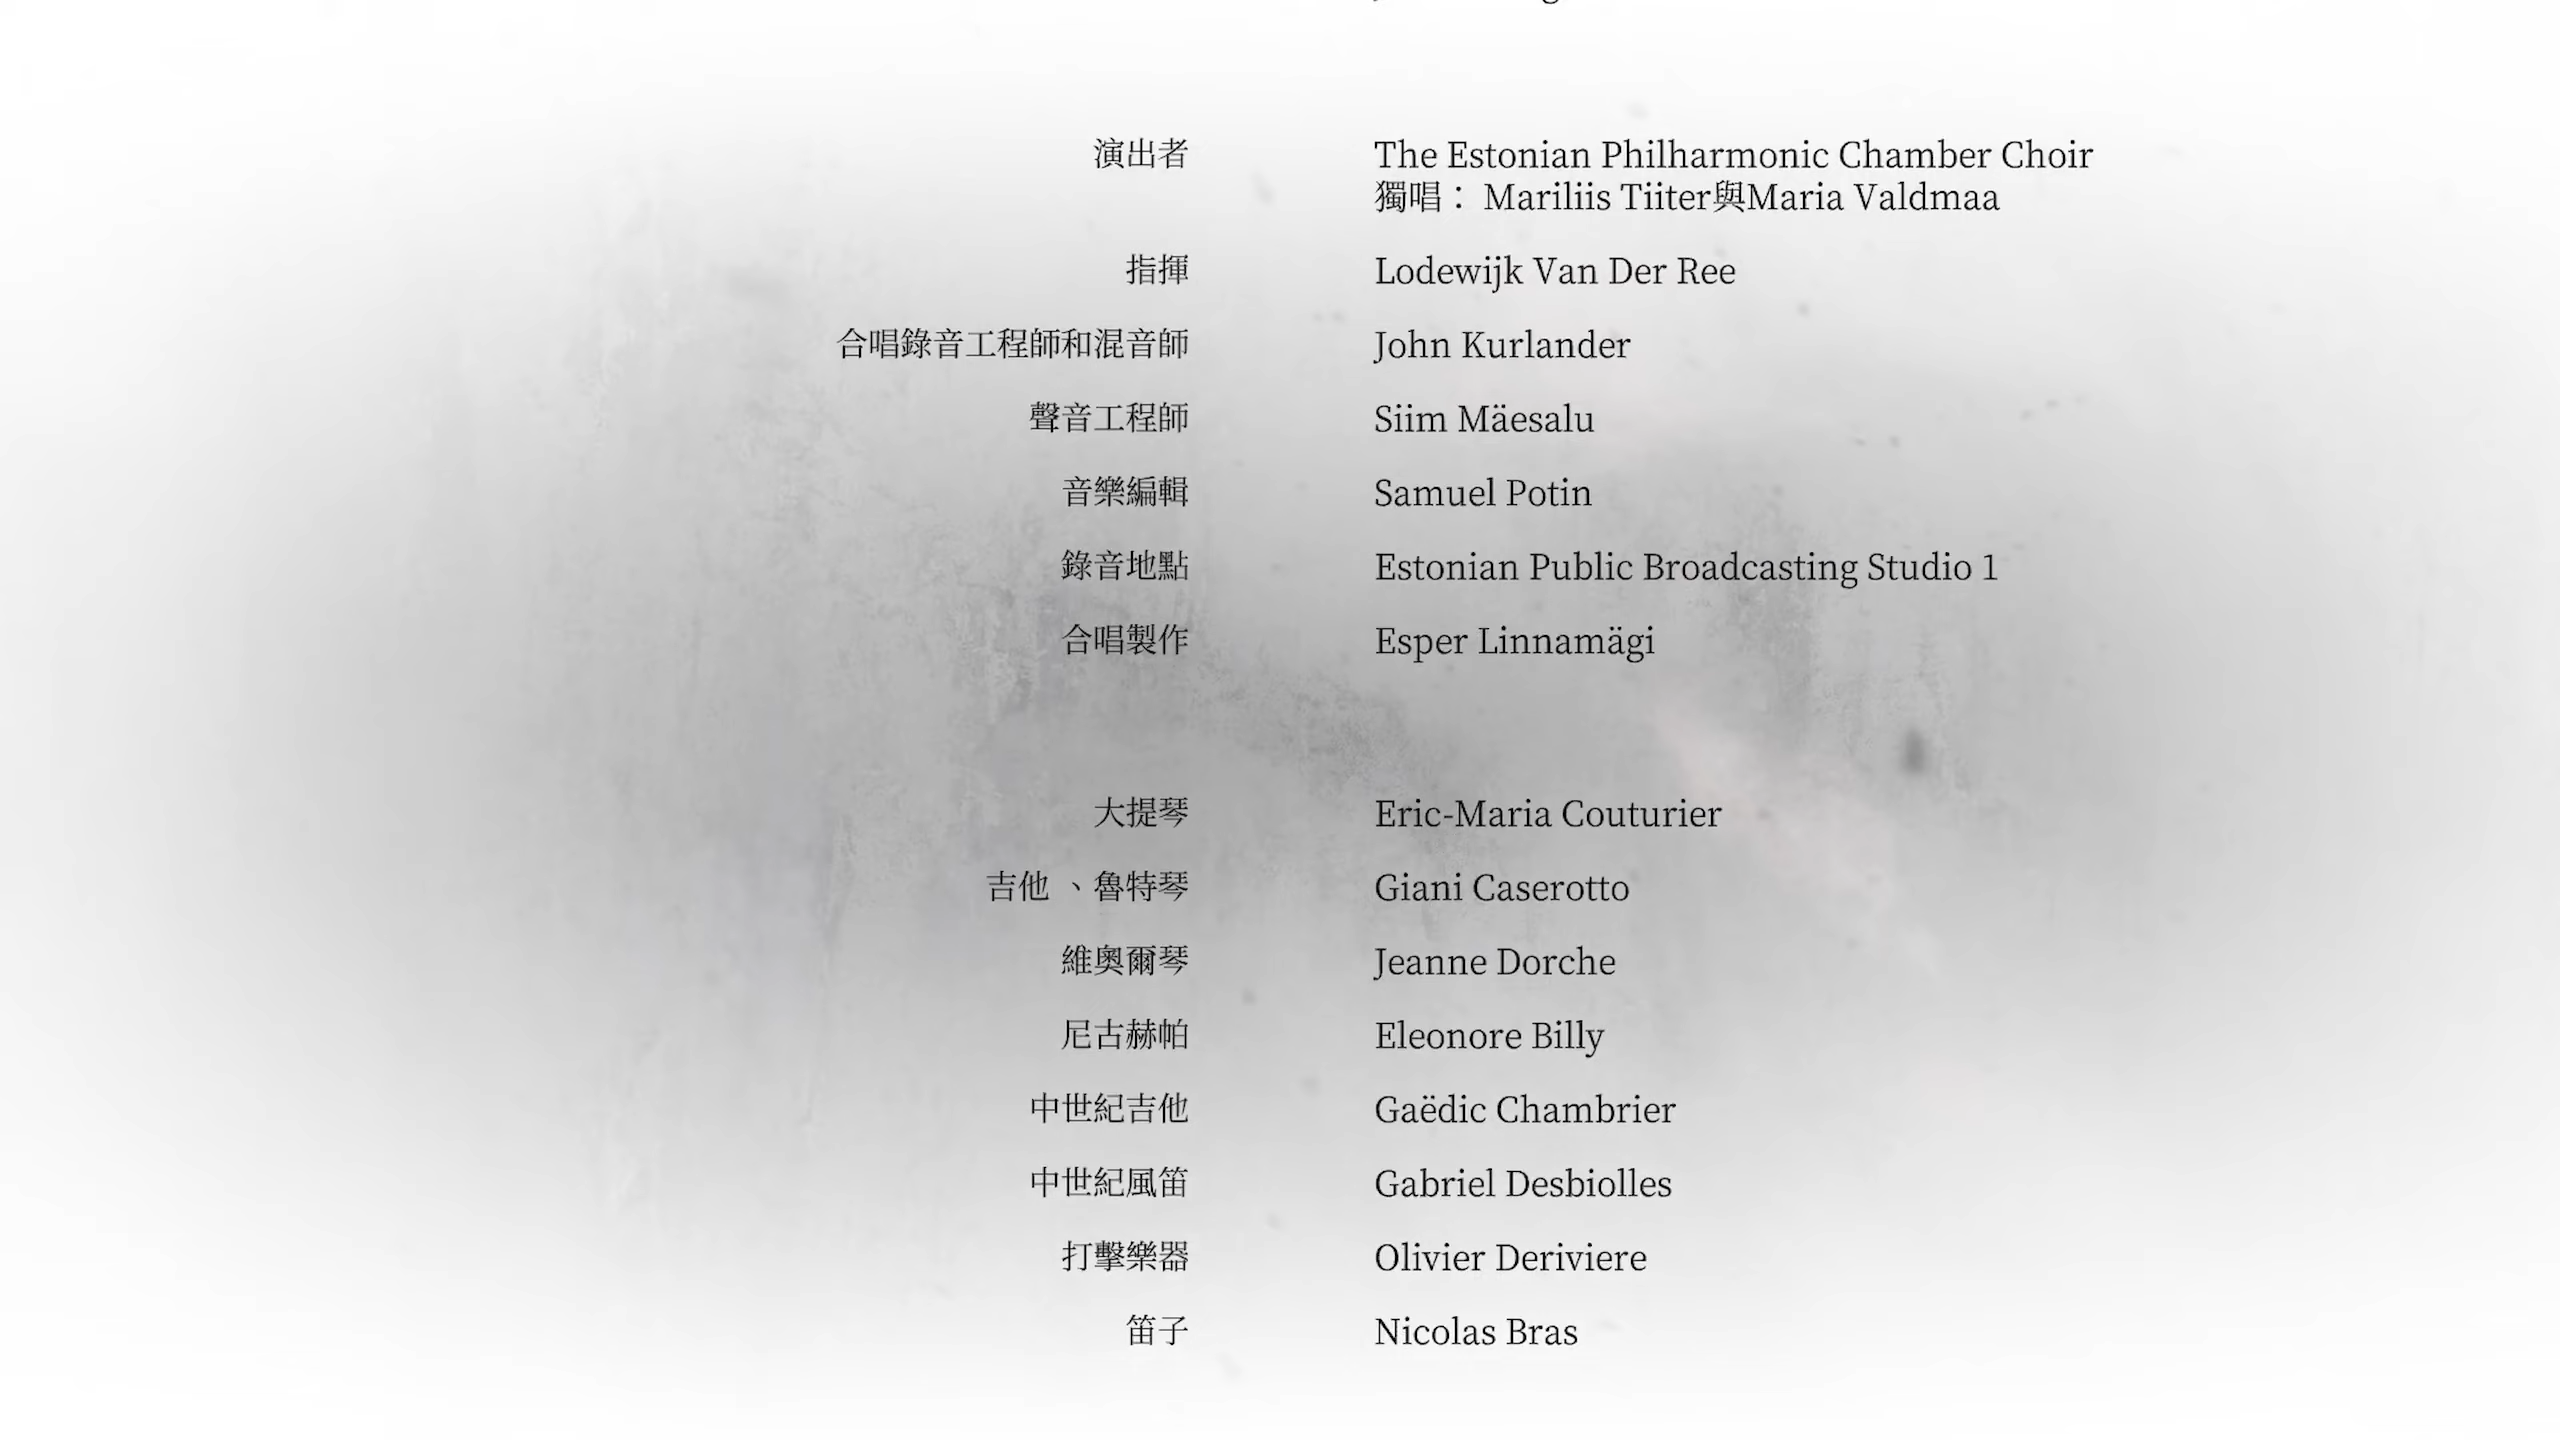 演出者 The Estonian Philharmonic Chamber Choir
獨唱： Mariliis Tiiter與Maria Valdmaa
指揮 Lodewijk Van Der Ree
合唱錄音工程師和混音師 John Kurlander
聲音工程師 Siim Mäesalu
音樂編輯 Samuel Potin
錄音地點 Estonian Public Broadcasting Studio 1
合唱製作 Esper Linnamägi
大提琴 Eric-Maria Couturier
吉他 、魯特琴 Giani Caserotto
維奧爾琴 Jeanne Dorche
尼古赫帕 Eleonore Billy
中世紀吉他 Gaëdic Chambrier
中世紀風笛 Gabriel Desbiolles
打擊樂器 Olivier Deriviere
笛子 Nicolas Bras